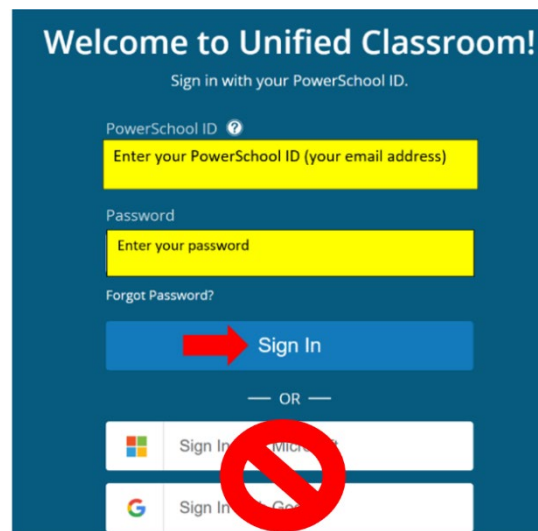 Welcome to Unified Classroom!
Sign in with your PowerSchool ID.
PowerSchool ID ?
Enter your PowerSchool ID (your email address)
Password
Enter your password
Forgot Password?
Sign In
OR
Sign In Microsoft
Sign In